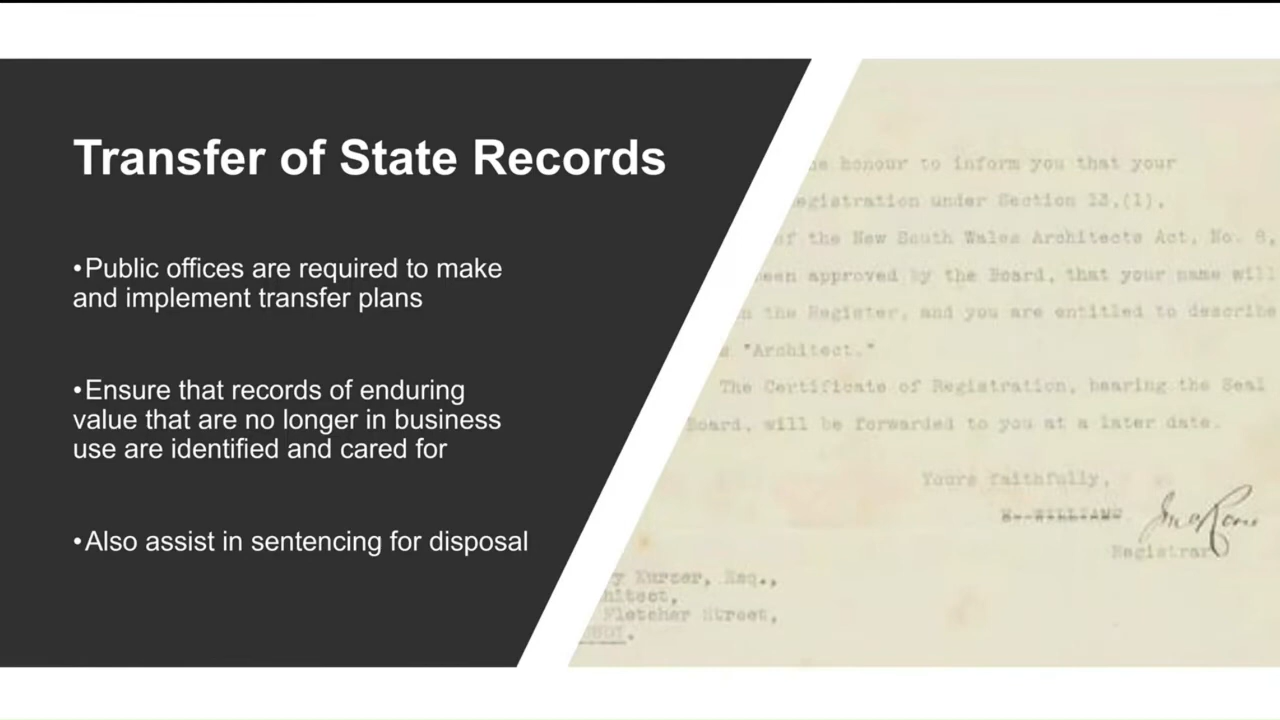 Transfer of State Records
•Public offices are required to make
and implement transfer plans
•Ensure that records of enduring
value that are no longer in business
use are identified and cared for
•Also assist in sentencing for disposal
honour to inform you that your
under Section 13,(1),
of the New South Wales Architects Act, No. 8,
approved by the Board, that your name will
the Register, and you are entitled to describe
"Architect."
The Certificate of Registration, bearing the Seal
Board, will be forwarded to you at a later date.
Yours faithfully,
Registrar
Esq.,
Fletcher Street,